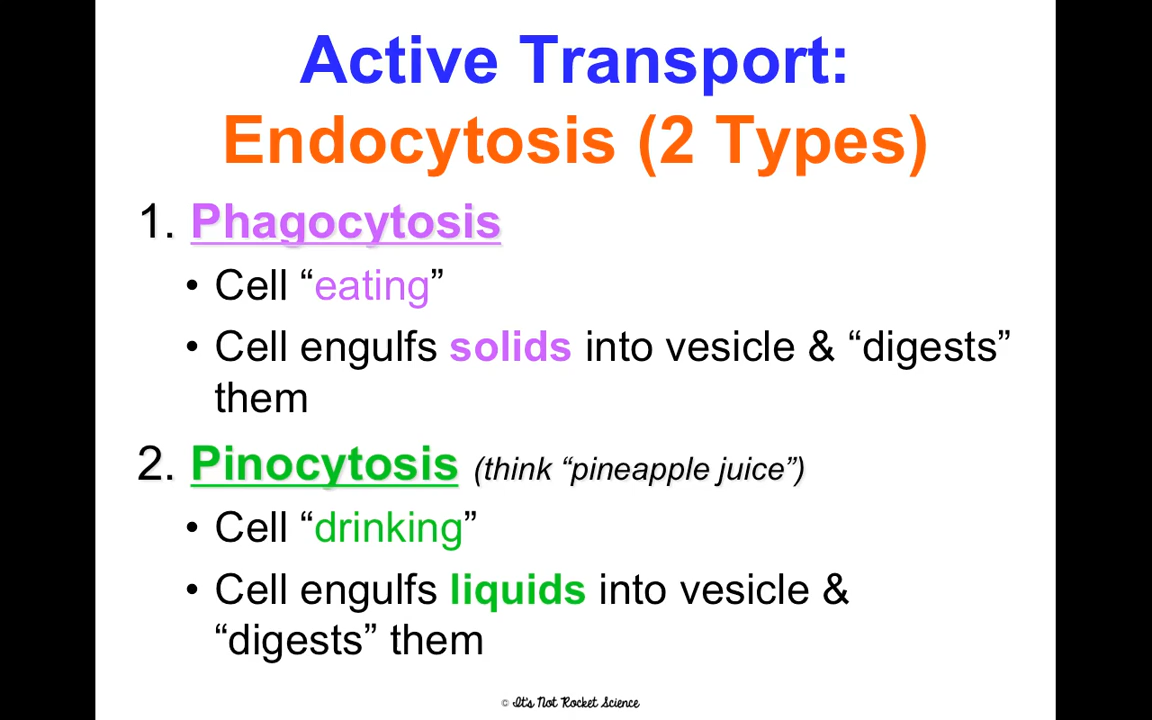 Active Transport:
Endocytosis (2 Types)
1. Phagocytosis
• Cell “eating”
• Cell engulfs solids into vesicle & “digests”
them
2. Pinocytosis (think “pineapple juice”)
• Cell “drinking”
• Cell engulfs liquids into vesicle &
“digests” them
© It's Not Rocket Science